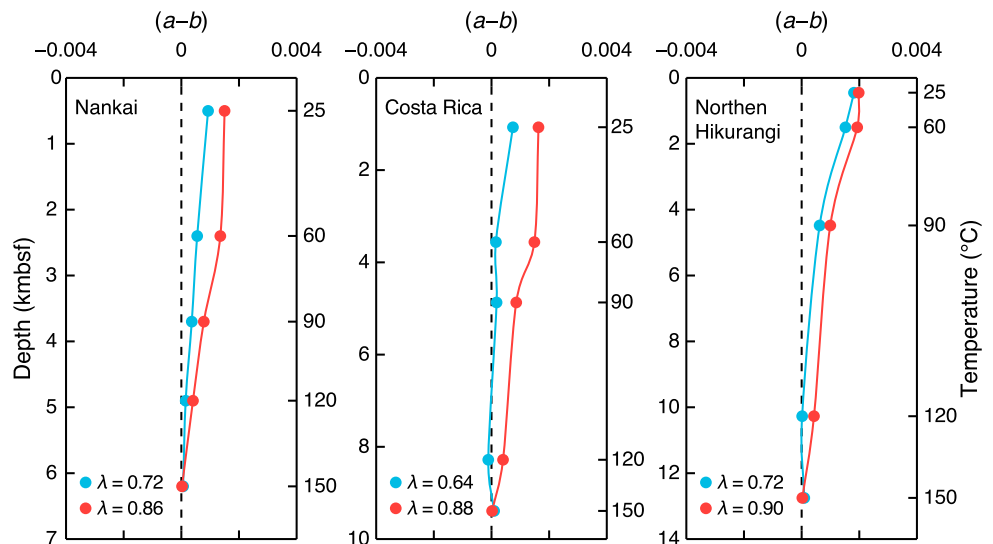 (a–b)
(a–b)
(a–b)
−0.004 0 0.004
−0.004 0 0.004
−0.004 0 0.004
Nankai
0
1
2
3
4
5
6
7
25
60
90
120
150
Depth (kmbsf)
λ = 0.72
λ = 0.86
Costa Rica
0
2
4
6
8
10
25
60
90
120
150
λ = 0.64
λ = 0.88
Northen
Hikurangi
0
2
4
6
8
10
12
14
25
60
90
120
150
Temperature (°C)
λ = 0.72
λ = 0.90